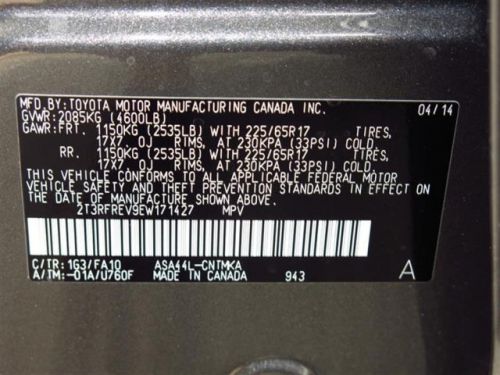 MFD.BY:TOYOTA MOTOR MANUFACTURING CANADA INC. 04/14
GVWR:2085KG (4600LB)
GAWR:FRT. 1150KG (2535LB) WITH 225/65R17 TIRES,
17X7 0J RIMS, AT 230KPA (33PSI) COLD
RR. 1150KG (2535LB) WITH 225/65R17 TIRES,
17X7 0J RIMS, AT 230KPA (33PSI) COLD.
THIS VEHICLE CONFORMS TO ALL APPLICABLE FEDERAL MOTOR
VEHICLE SAFETY AND THEFT PREVENTION STANDARDS IN EFFECT
ON THE DATE OF MANUFACTURE SHOWN ABOVE.
2T3RFREV9EW171427 MPV
C/TR: 1G3/FA10 ASA44L-CNTMKA
A/TM:-01A/U760F MADE IN CANADA 943 A